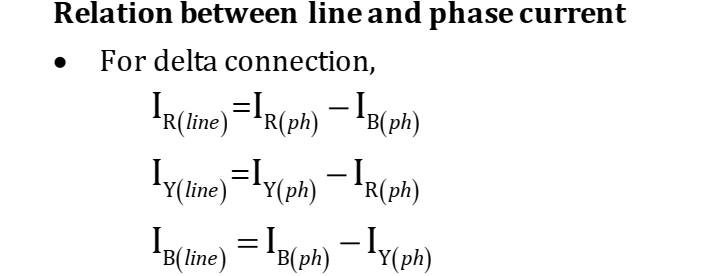 Relation between line and phase current
• For delta connection,
I_R(line) = I_R(ph) − I_B(ph)
I_Y(line) = I_Y(ph) − I_R(ph)
I_B(line) = I_B(ph) − I_Y(ph)